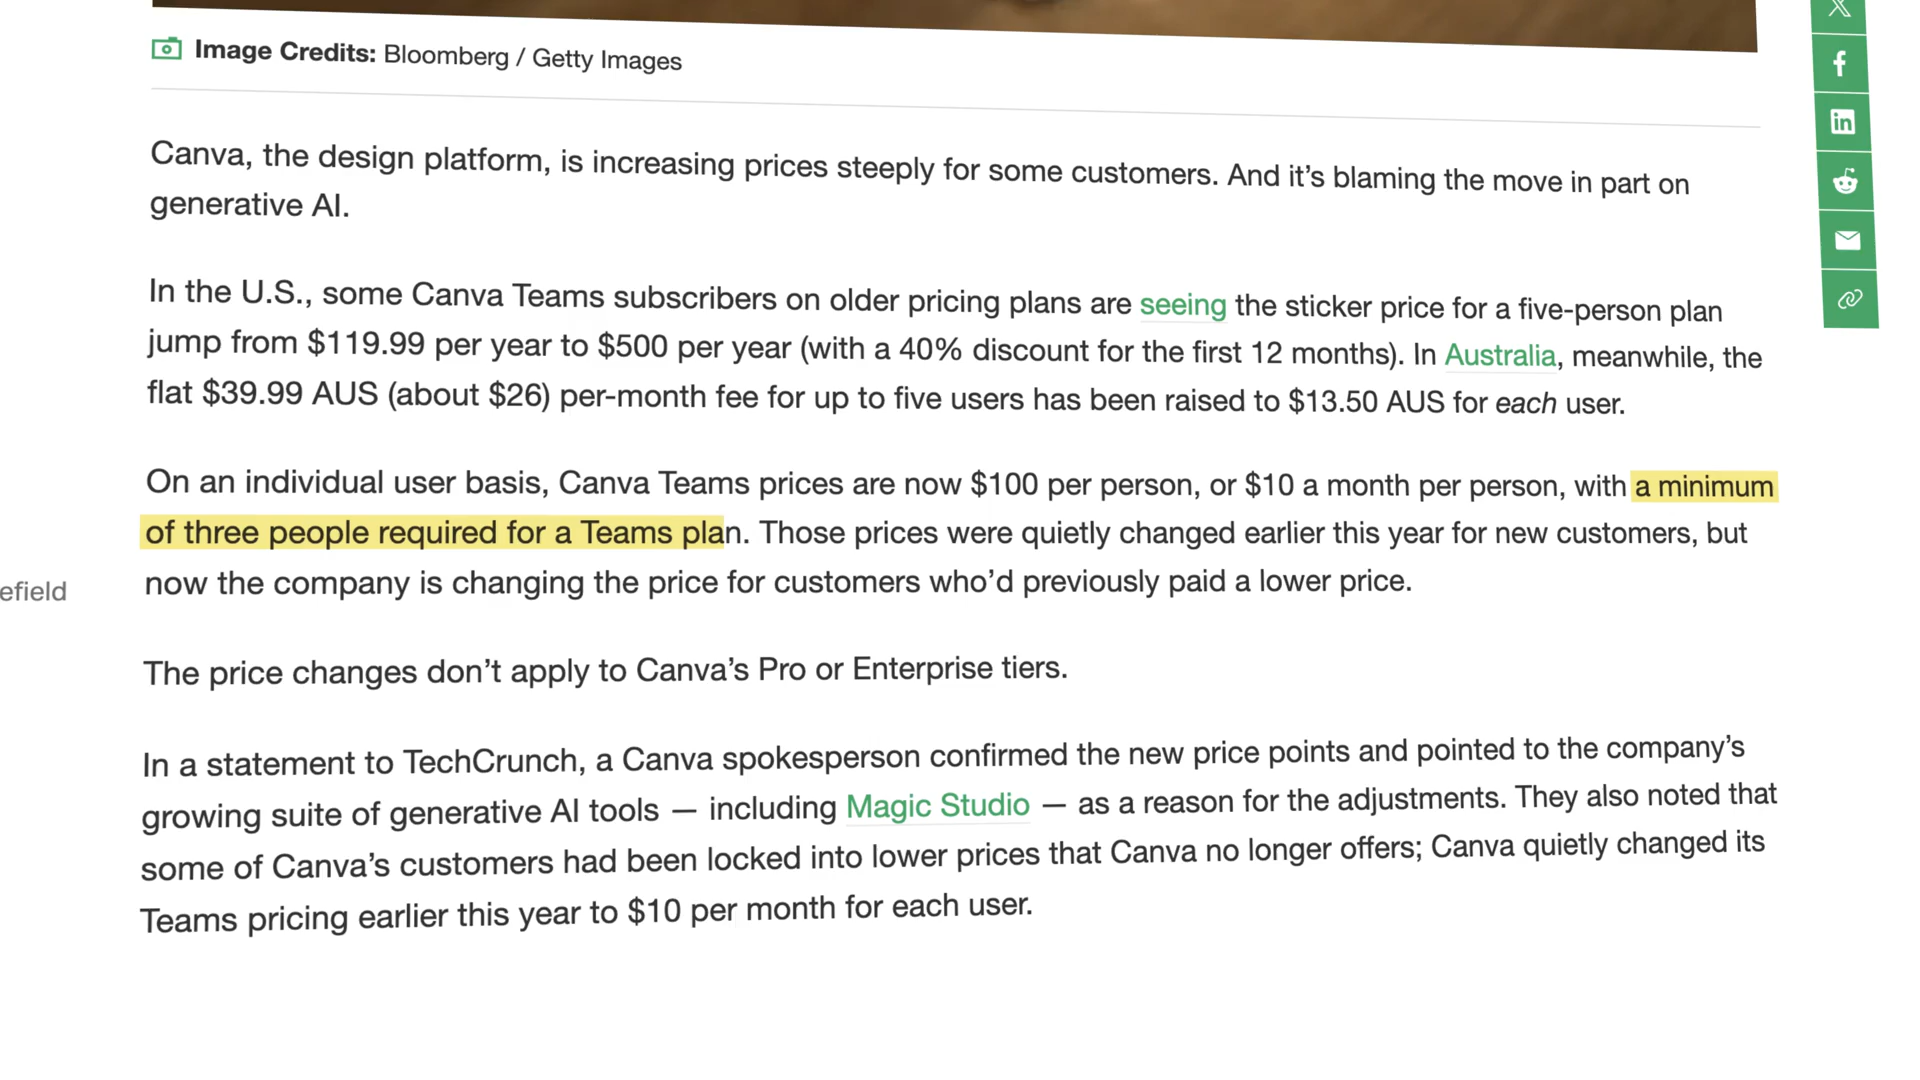 Image Credits: Bloomberg / Getty Images
Canva, the design platform, is increasing prices steeply for some customers. And it’s blaming the move in part on
generative AI.
In the U.S., some Canva Teams subscribers on older pricing plans are seeing the sticker price for a five-person plan
jump from $119.99 per year to $500 per year (with a 40% discount for the first 12 months). In Australia, meanwhile, the
flat $39.99 AUS (about $26) per-month fee for up to five users has been raised to $13.50 AUS for each user.
On an individual user basis, Canva Teams prices are now $100 per person, or $10 a month per person, with a minimum
of three people required for a Teams plan. Those prices were quietly changed earlier this year for new customers, but
now the company is changing the price for customers who’d previously paid a lower price.
efield
The price changes don’t apply to Canva’s Pro or Enterprise tiers.
In a statement to TechCrunch, a Canva spokesperson confirmed the new price points and pointed to the company’s
growing suite of generative AI tools — including Magic Studio — as a reason for the adjustments. They also noted that
some of Canva’s customers had been locked into lower prices that Canva no longer offers; Canva quietly changed its
Teams pricing earlier this year to $10 per month for each user.